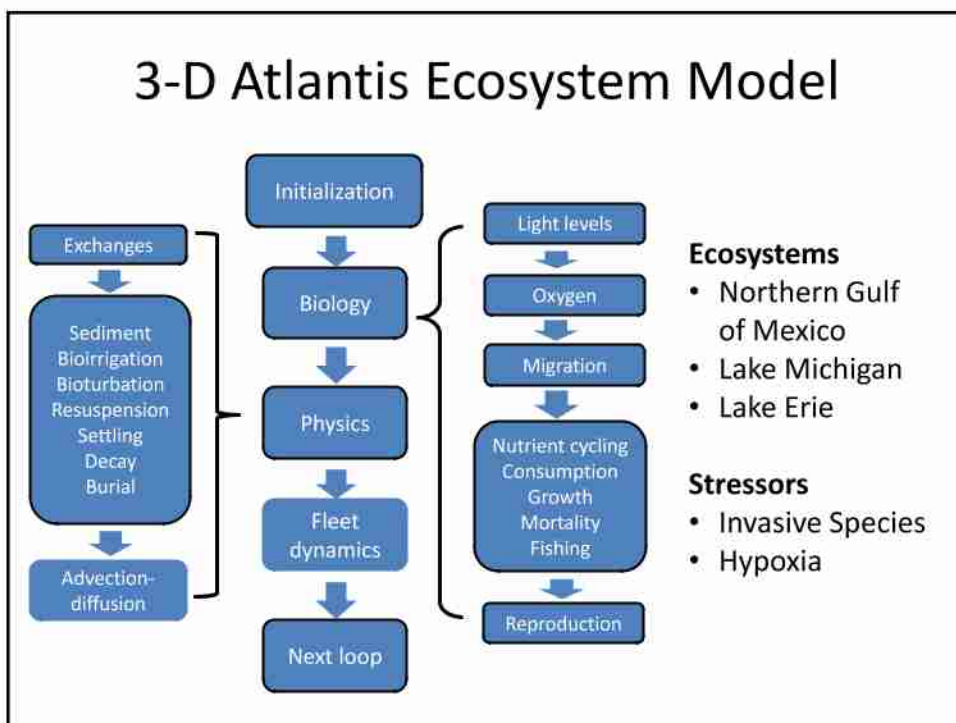 3-D Atlantis Ecosystem Model
Exchanges
Sediment
Bioirrigation
Bioturbation
Resuspension
Settling
Decay
Burial
Advection-
diffusion
Initialization
Biology
Physics
Fleet
dynamics
Next loop
Light levels
Oxygen
Migration
Nutrient cycling
Consumption
Growth
Mortality
Fishing
Reproduction
Ecosystems
• Northern Gulf
of Mexico
• Lake Michigan
• Lake Erie
Stressors
• Invasive Species
• Hypoxia